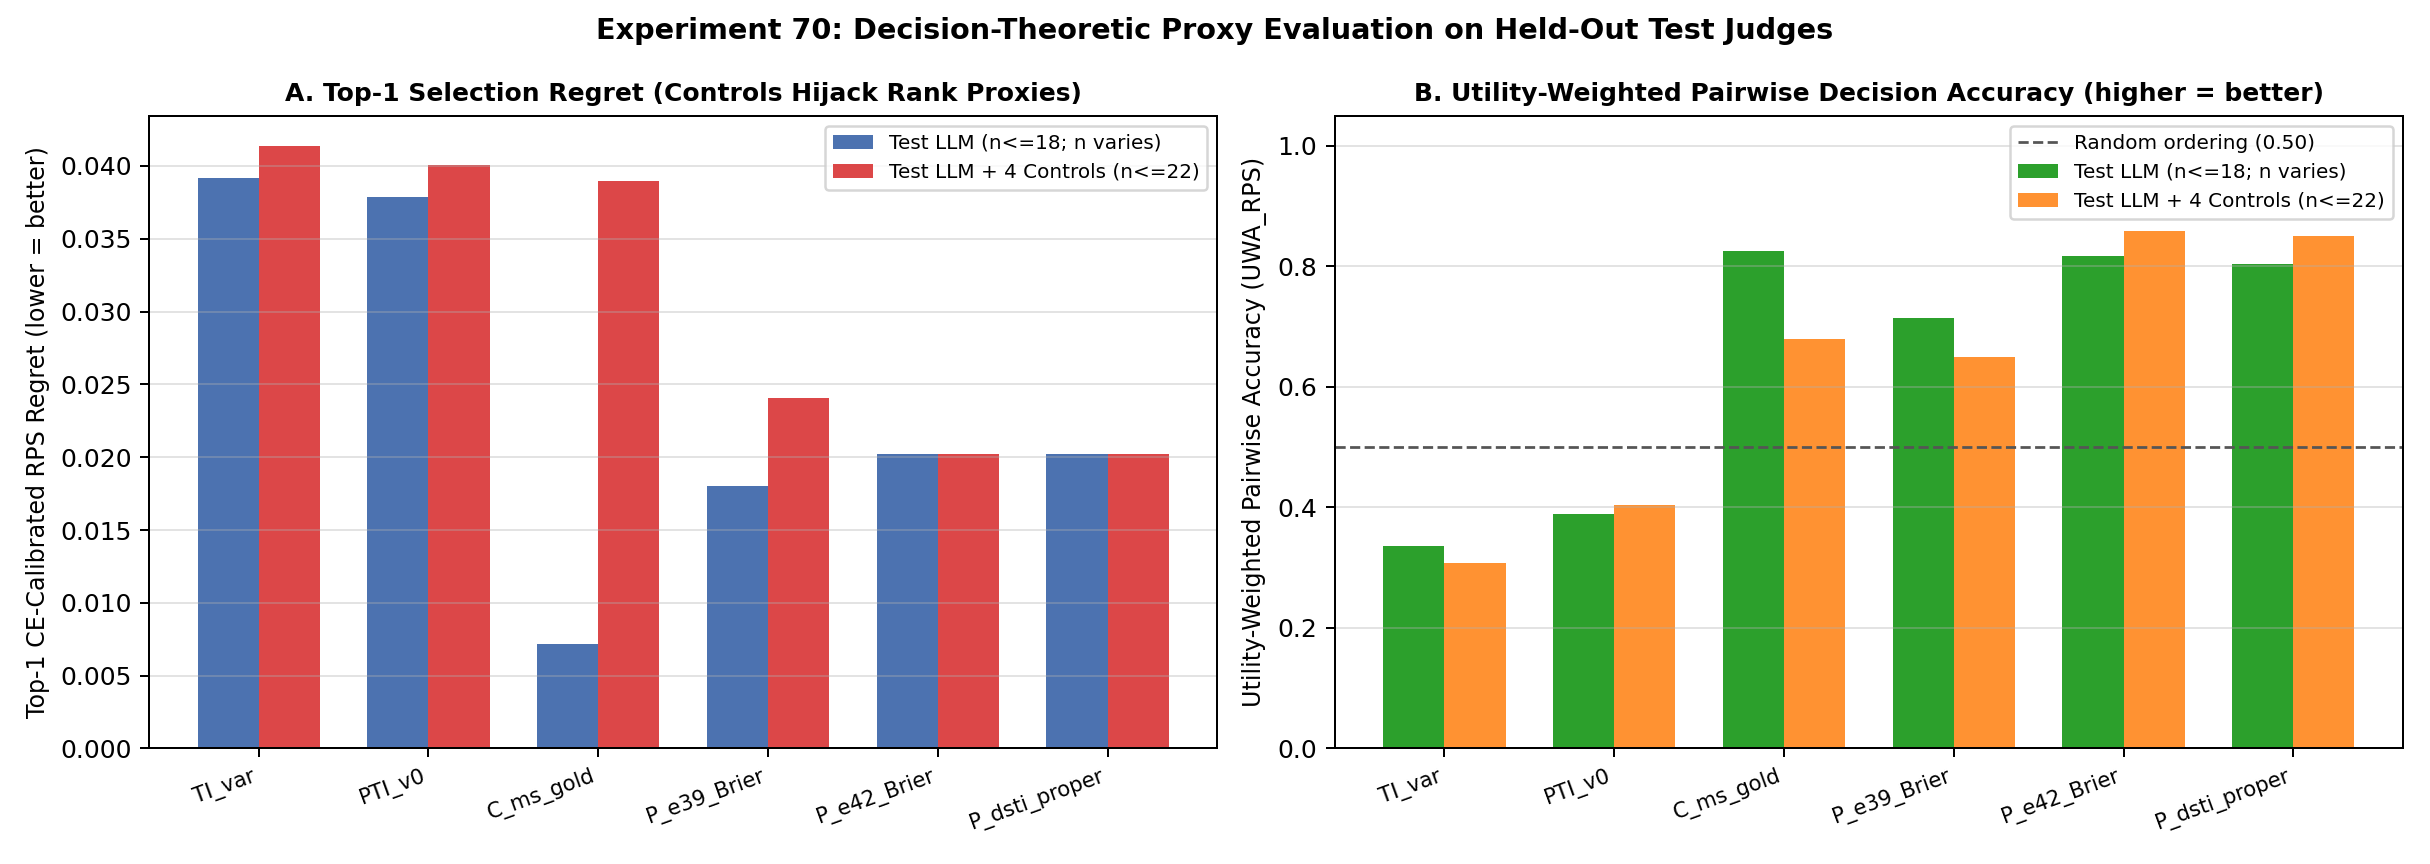 Experiment 70: Decision-Theoretic Proxy Evaluation on Held-Out Test Judges
A. Top-1 Selection Regret (Controls Hijack Rank Proxies)
Top-1 CE-Calibrated RPS Regret (lower = better)
0.040
0.035
0.030
0.025
0.020
0.015
0.010
0.005
0.000
Test LLM (n<=18; n varies)
Test LLM + 4 Controls (n<=22)
TI_var
PTI_v0
C_ms_gold
P_e39_Brier
P_e42_Brier
P_dsti_proper
B. Utility-Weighted Pairwise Decision Accuracy (higher = better)
Utility-Weighted Pairwise Accuracy (UWA_RPS)
1.0
0.8
0.6
0.4
0.2
0.0
Random ordering (0.50)
Test LLM (n<=18; n varies)
Test LLM + 4 Controls (n<=22)
TI_var
PTI_v0
C_ms_gold
P_e39_Brier
P_e42_Brier
P_dsti_proper